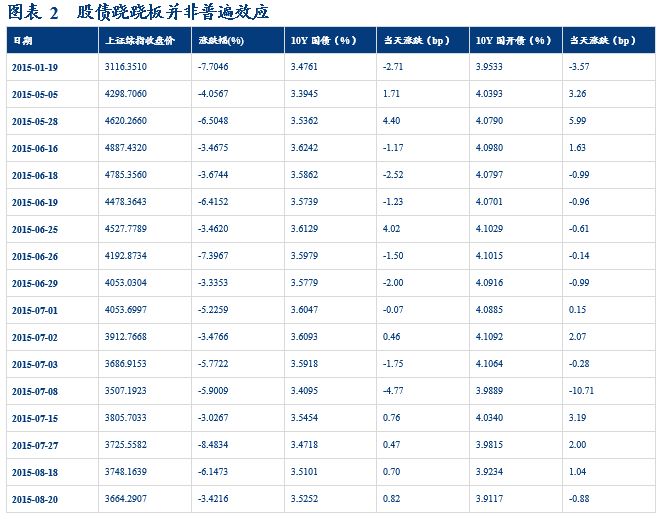 图表 2 股债跷跷板并非普遍效应
日期 上证综指收盘价 涨跌幅(%) 10Y 国债（%） 当天涨跌（bp） 10Y 国开债（%） 当天涨跌（bp）
2015-01-19 3116.3510 -7.7046 3.4761 -2.71 3.9533 -3.57
2015-05-05 4298.7060 -4.0567 3.3945 1.71 4.0393 3.26
2015-05-28 4620.2660 -6.5048 3.5362 4.40 4.0790 5.99
2015-06-16 4887.4320 -3.4675 3.6242 -1.17 4.0980 1.63
2015-06-18 4785.3560 -3.6744 3.5862 -2.52 4.0797 -0.99
2015-06-19 4478.3643 -6.4152 3.5739 -1.23 4.0701 -0.96
2015-06-25 4527.7789 -3.4620 3.6129 4.02 4.1029 -0.61
2015-06-26 4192.8734 -7.3967 3.5979 -1.50 4.1015 -0.14
2015-06-29 4053.0304 -3.3353 3.5779 -2.00 4.0916 -0.99
2015-07-01 4053.6997 -5.2259 3.6047 -0.07 4.0885 0.15
2015-07-02 3912.7668 -3.4766 3.6093 0.46 4.1092 2.07
2015-07-03 3686.9153 -5.7722 3.5918 -1.75 4.1064 -0.28
2015-07-08 3507.1923 -5.9009 3.4095 -4.77 3.9889 -10.71
2015-07-15 3805.7033 -3.0267 3.5454 0.76 4.0340 3.19
2015-07-27 3725.5582 -8.4834 3.4718 0.47 3.9815 2.00
2015-08-18 3748.1639 -6.1473 3.5101 0.70 3.9234 1.04
2015-08-20 3664.2907 -3.4216 3.5252 0.82 3.9117 -0.88